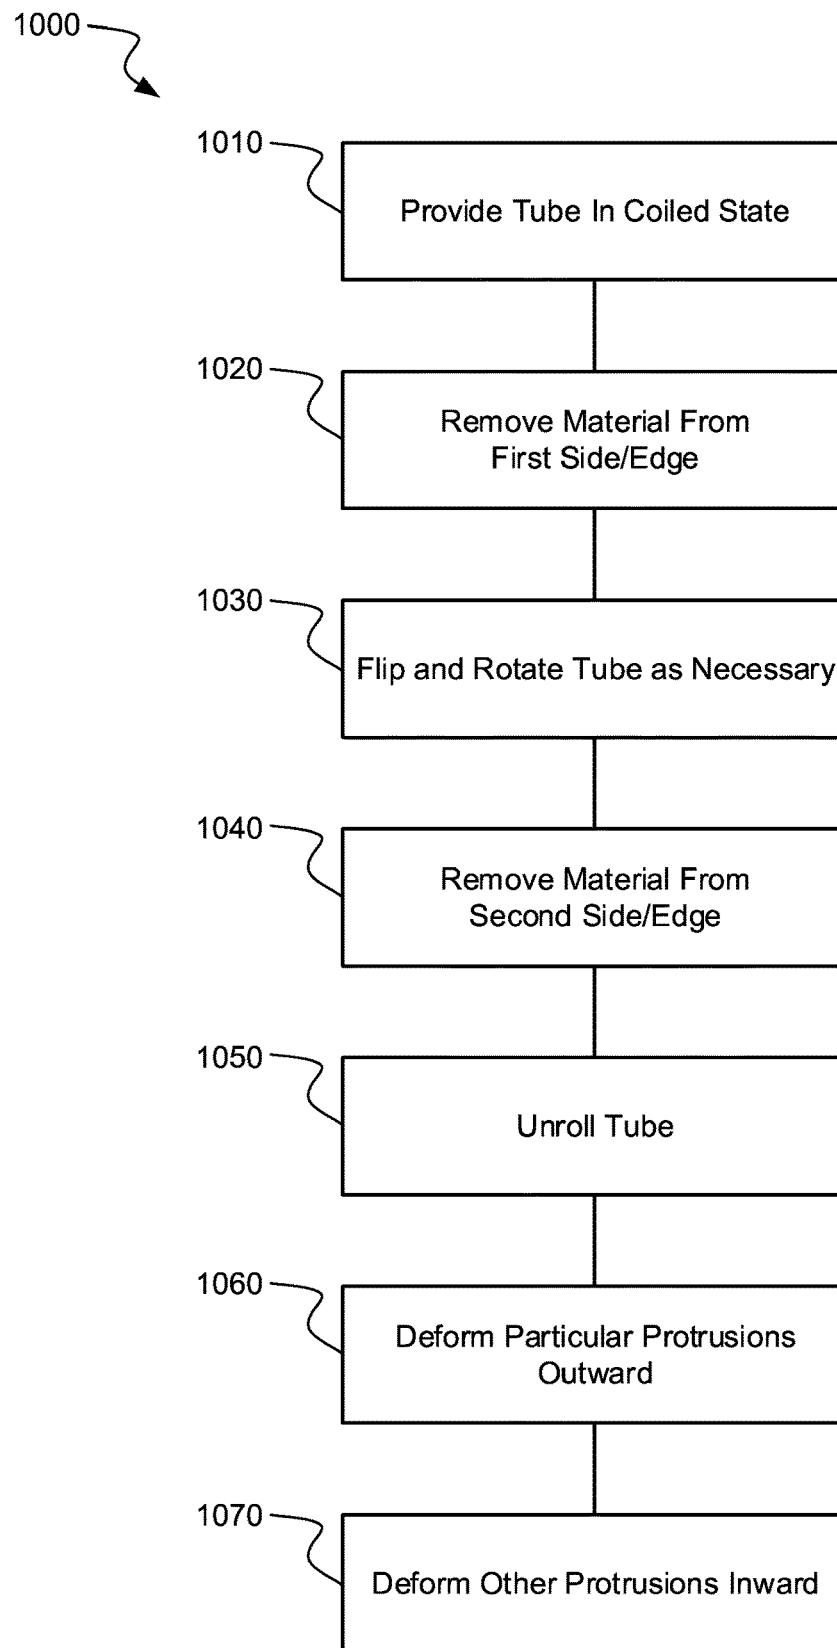 1000
1010
Provide Tube In Coiled State
1020
Remove Material From
First Side/Edge
1030
Flip and Rotate Tube as Necessary
1040
Remove Material From
Second Side/Edge
1050
Unroll Tube
1060
Deform Particular Protrusions
Outward
1070
Deform Other Protrusions Inward